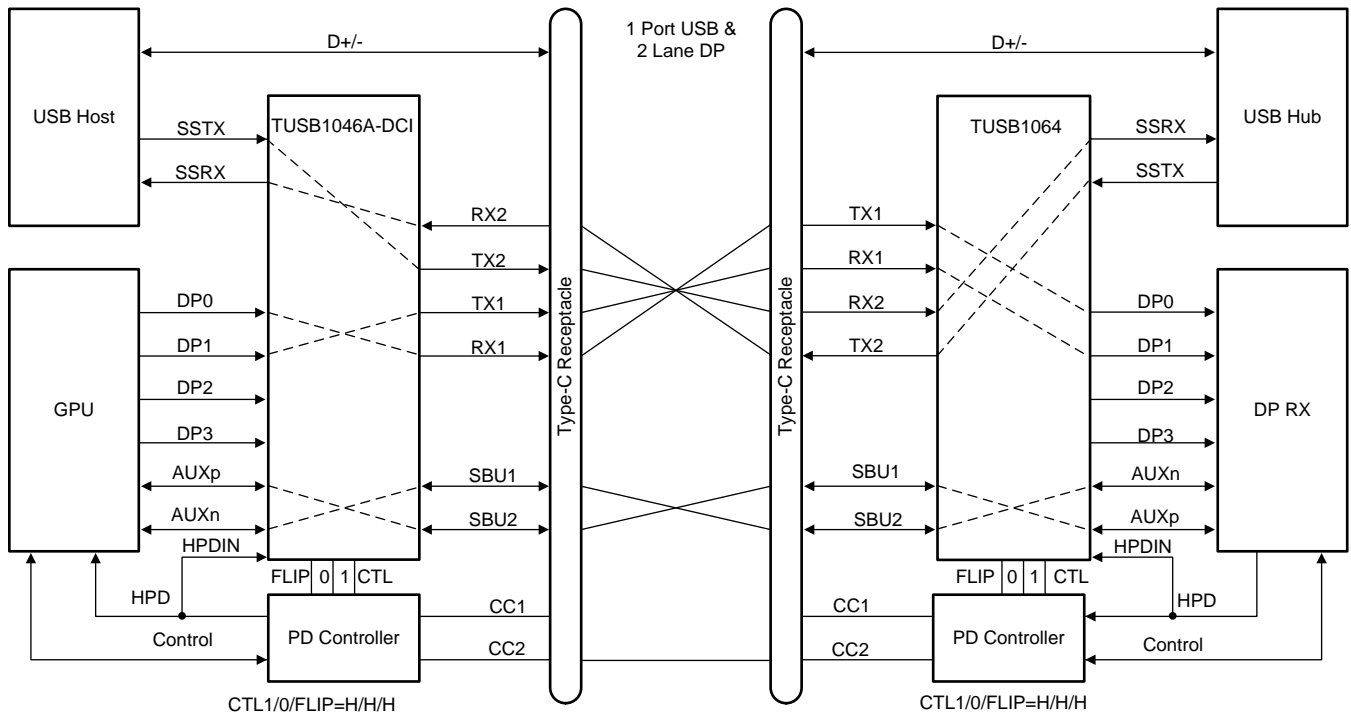 1 Port USB &
2 Lane DP
D+/-
D+/-
USB Host
TUSB1046A-DCI
TUSB1064
USB Hub
SSTX
SSRX
SSRX
SSTX
RX2
TX2
TX1
RX1
TX1
RX1
RX2
TX2
Type-C Receptacle
Type-C Receptacle
GPU
DP0
DP1
DP2
DP3
AUXp
AUXn
HPDIN
SBU1
SBU2
SBU1
SBU2
DP RX
DP0
DP1
DP2
DP3
AUXn
AUXp
HPDIN
FLIP 0 1 CTL
FLIP 0 1 CTL
HPD
Control
PD Controller
CC1
CC2
CC1
CC2
PD Controller
HPD
Control
CTL1/0/FLIP=H/H/H
CTL1/0/FLIP=H/H/H